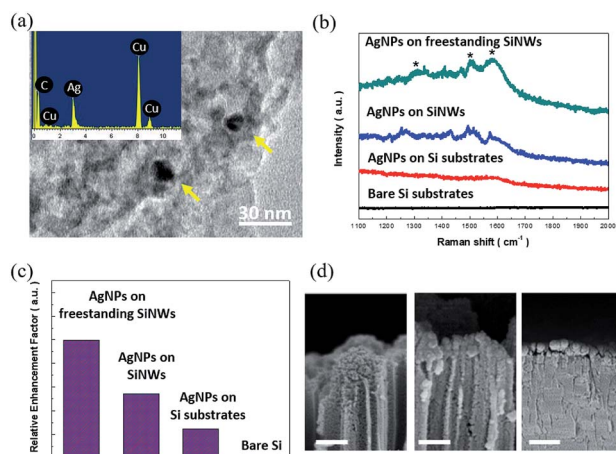 (a)
C
Cu
Ag
Cu
Cu
0 2 4 6 8 10
30 nm
(b)
AgNPs on freestanding SiNWs
* * *
AgNPs on SiNWs
AgNPs on Si substrates
Bare Si substrates
Intensity ( a.u. )
1100 1200 1300 1400 1500 1600 1700 1800 1900 2000
Raman shift ( cm⁻¹ )
(c)
Relative Enhancement Factor ( a.u. )
AgNPs on
freestanding SiNWs
AgNPs on
SiNWs
AgNPs on
Si substrates
Bare Si
(d)